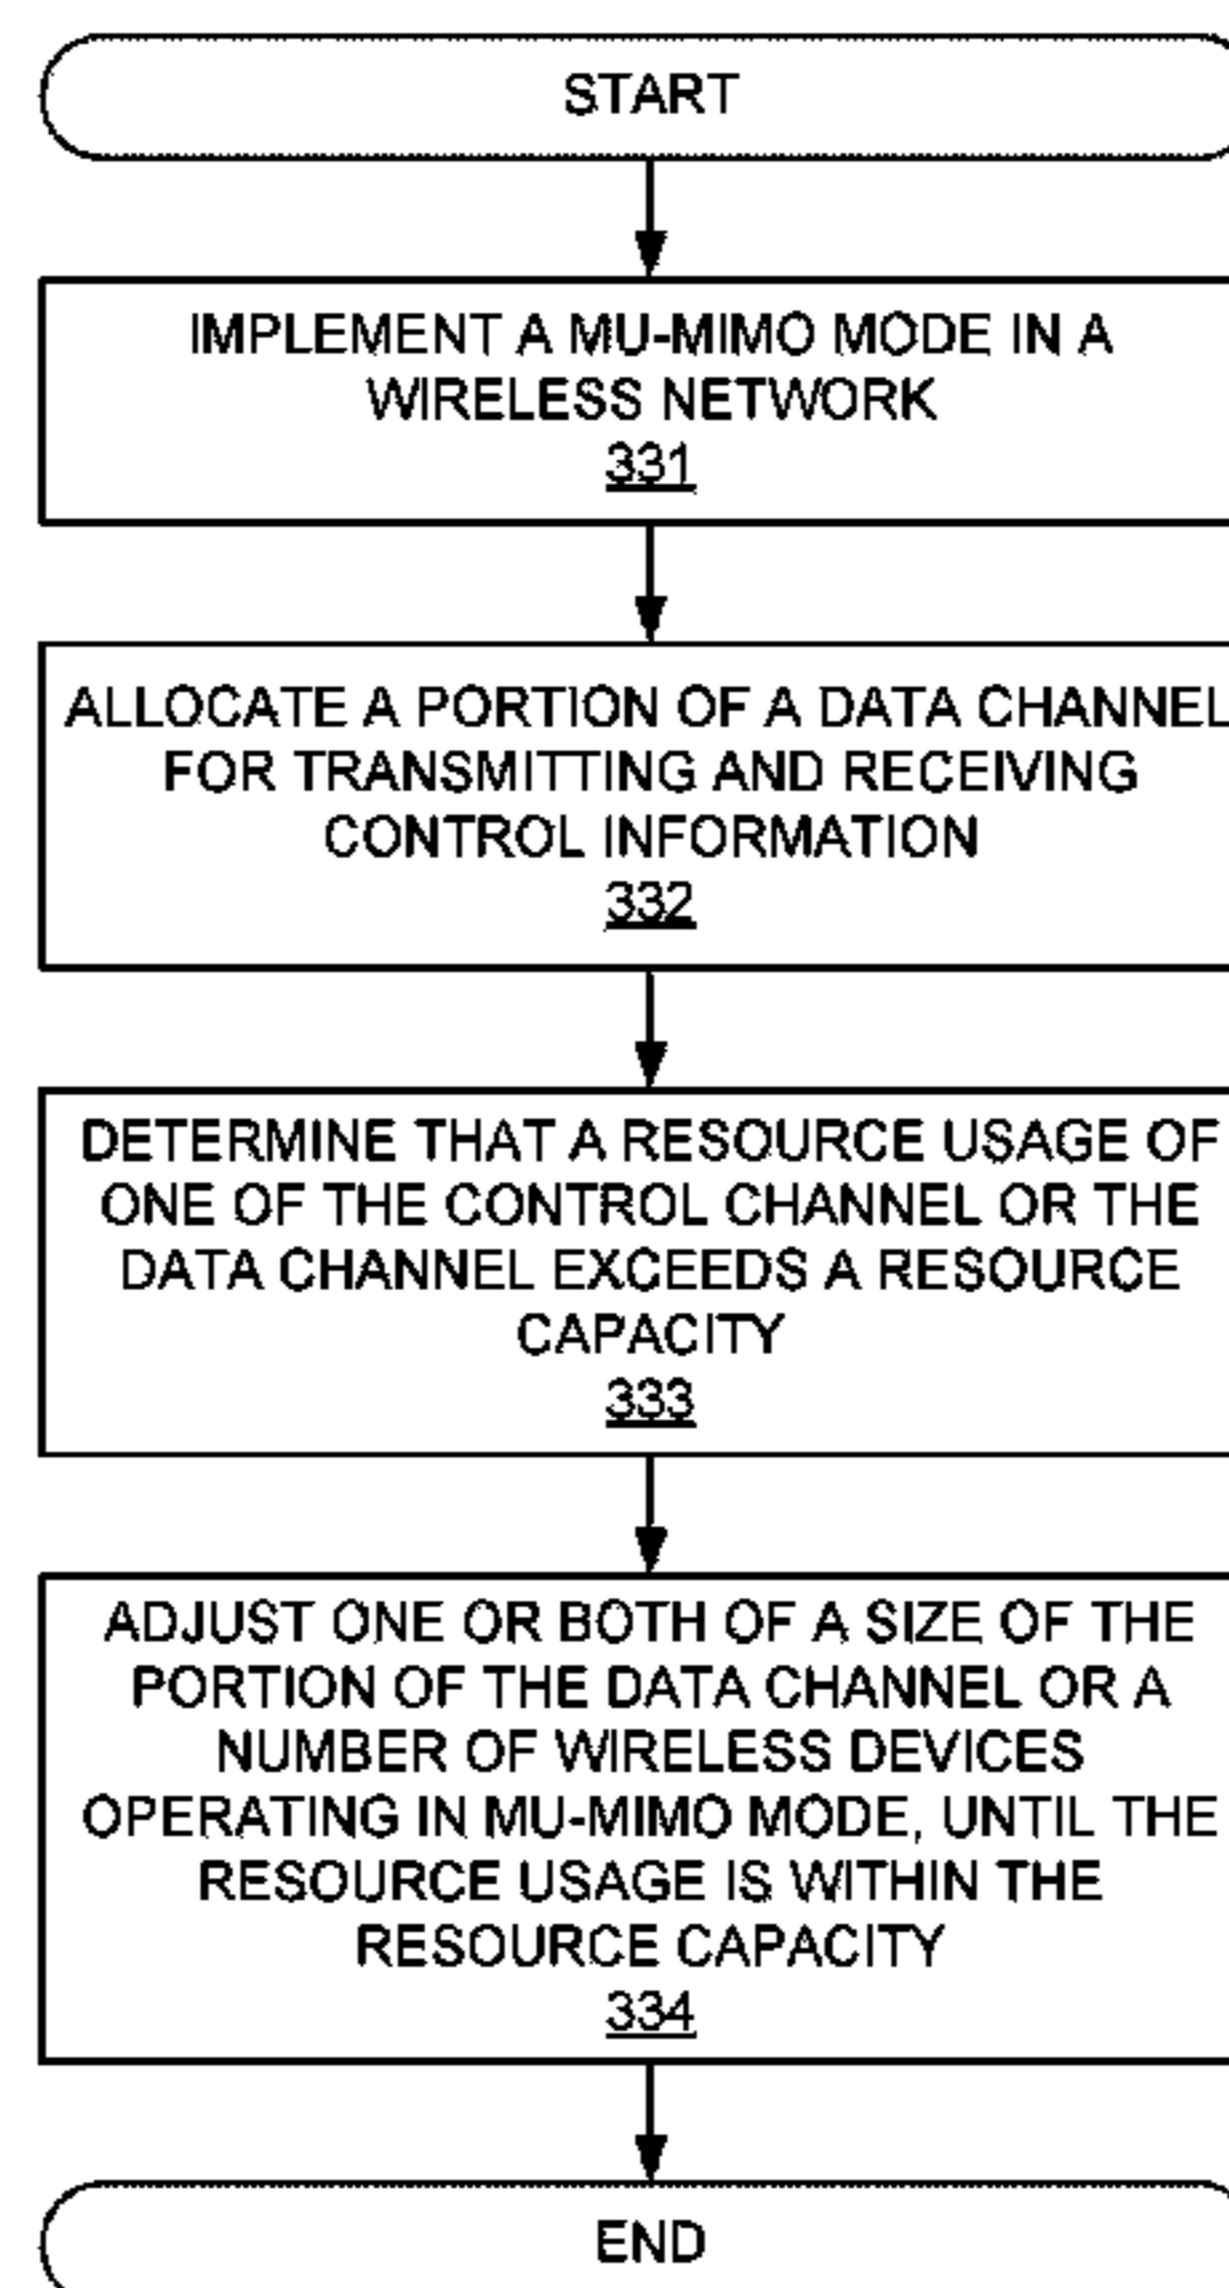 START
IMPLEMENT A MU-MIMO MODE IN A
WIRELESS NETWORK
331
ALLOCATE A PORTION OF A DATA CHANNEL
FOR TRANSMITTING AND RECEIVING
CONTROL INFORMATION
332
DETERMINE THAT A RESOURCE USAGE OF
ONE OF THE CONTROL CHANNEL OR THE
DATA CHANNEL EXCEEDS A RESOURCE
CAPACITY
333
ADJUST ONE OR BOTH OF A SIZE OF THE
PORTION OF THE DATA CHANNEL OR A
NUMBER OF WIRELESS DEVICES
OPERATING IN MU-MIMO MODE, UNTIL THE
RESOURCE USAGE IS WITHIN THE
RESOURCE CAPACITY
334
END